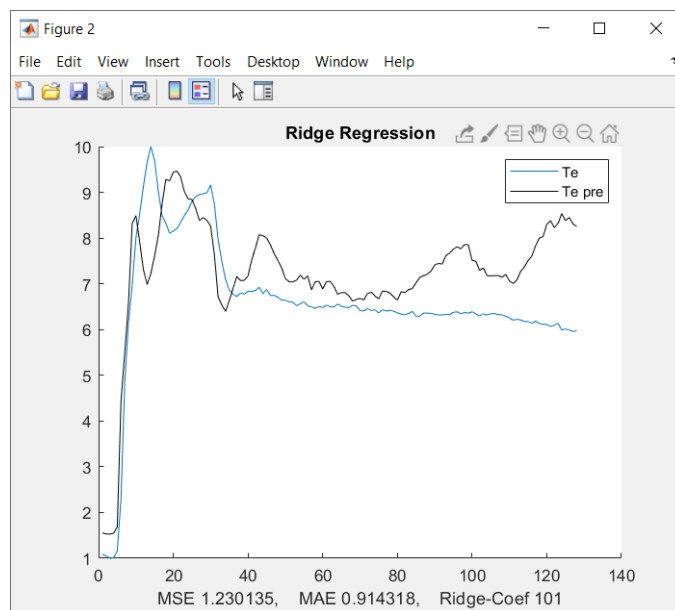 Figure 2
File Edit View Insert Tools Desktop Window Help
Ridge Regression
Te
Te pre
10
9
8
7
6
5
4
3
2
1
0 20 40 60 80 100 120 140
MSE 1.230135, MAE 0.914318, Ridge-Coef 101